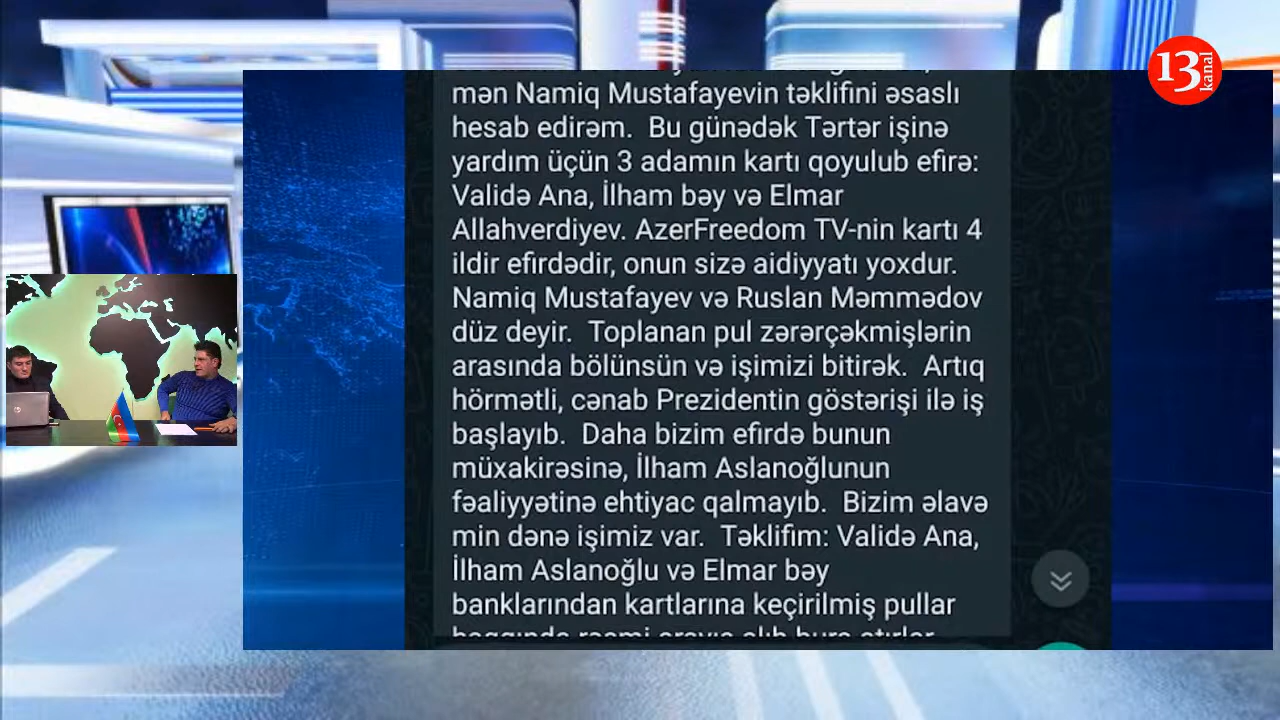 13 kanal
mən Namiq Mustafayevin təklifini əsaslı
hesab edirəm.  Bu günədək Tərtər işinə
yardım üçün 3 adamın kartı qoyulub efirə:
Validə Ana, İlham bəy və Elmar
Allahverdiyev. AzerFreedom TV-nin kartı 4
ildir efirdədir, onun sizə aidiyyatı yoxdur.
Namiq Mustafayev və Ruslan Məmmədov
düz deyir.  Toplanan pul zərərçəkmişlərin
arasında bölünsün və işimizi bitirək.  Artıq
hörmətli, cənab Prezidentin göstərişi ilə iş
başlayıb.  Daha bizim efirdə bunun
müxakirəsinə, İlham Aslanoğlunun
fəaliyyətinə ehtiyac qalmayıb.  Bizim əlavə
min dənə işimiz var.  Təklifim: Validə Ana,
İlham Aslanoğlu və Elmar bəy
banklarından kartlarına keçirilmiş pullar